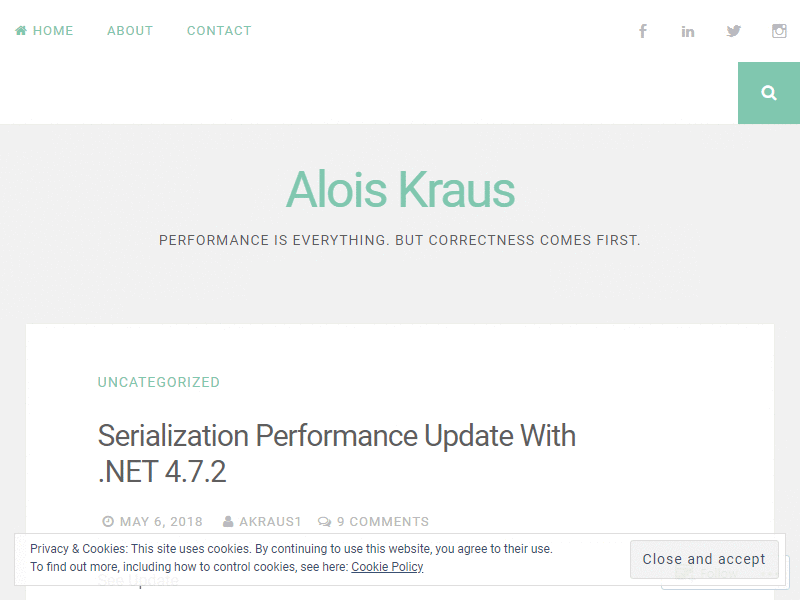 HOME ABOUT CONTACT
Alois Kraus
PERFORMANCE IS EVERYTHING. BUT CORRECTNESS COMES FIRST.
UNCATEGORIZED
Serialization Performance Update With
.NET 4.7.2
MAY 6, 2018 AKRAUS1 9 COMMENTS
Privacy & Cookies: This site uses cookies. By continuing to use this website, you agree to their use.
To find out more, including how to control cookies, see here: Cookie Policy
Close and accept
See Update
Follow